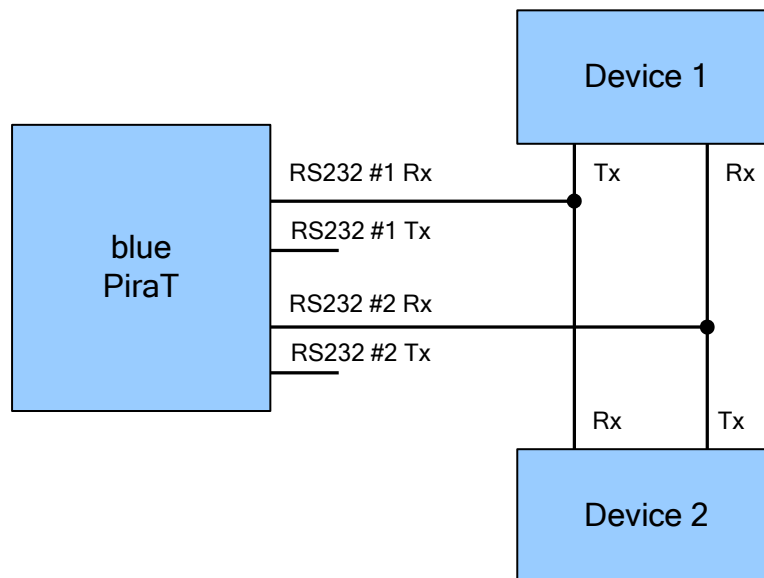 Device 1
Tx
Rx
RS232 #1 Rx
RS232 #1 Tx
blue
PiraT
RS232 #2 Rx
RS232 #2 Tx
Rx
Tx
Device 2